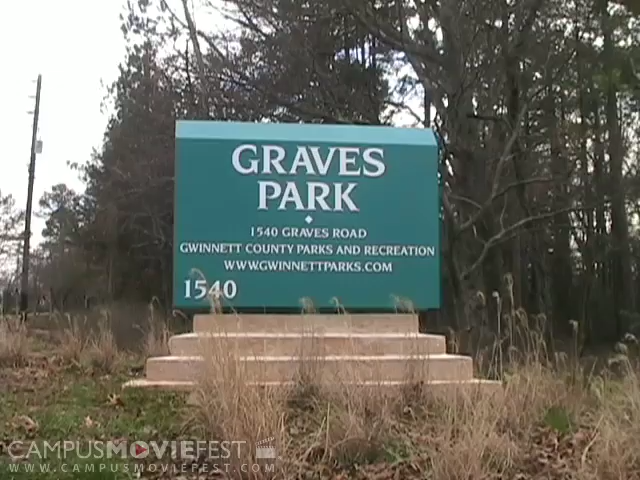 GRAVES
PARK
1540 GRAVES ROAD
GWINNETT COUNTY PARKS AND RECREATION
WWW.GWINNETTPARKS.COM
1540
CAMPUSMOVIEFEST
WWW.CAMPUSMOVIEFEST.COM